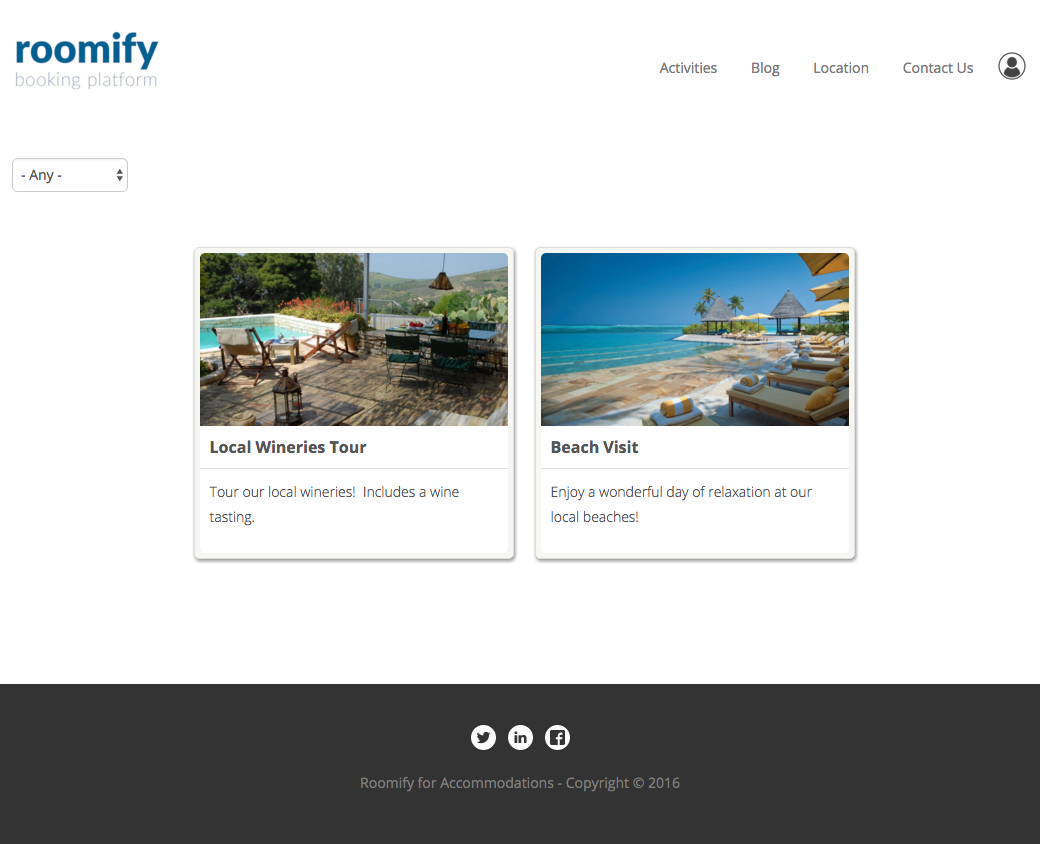 roomify
booking platform
Activities Blog Location Contact Us
- Any -
Local Wineries Tour
Tour our local wineries!  Includes a wine
tasting.
Beach Visit
Enjoy a wonderful day of relaxation at our
local beaches!
in
Roomify for Accommodations - Copyright © 2016